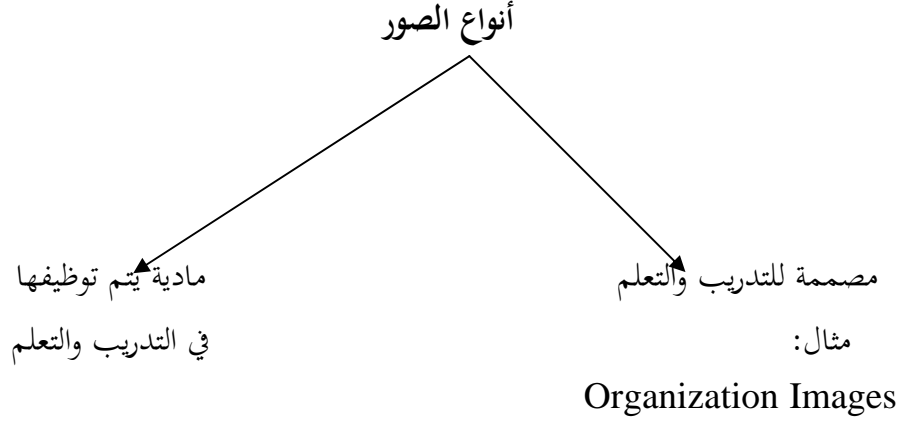 أنواع الصور
مصممة للتدريب والتعلم
مثال:
Organization Images
مادية يتم توظيفها
في التدريب والتعلم